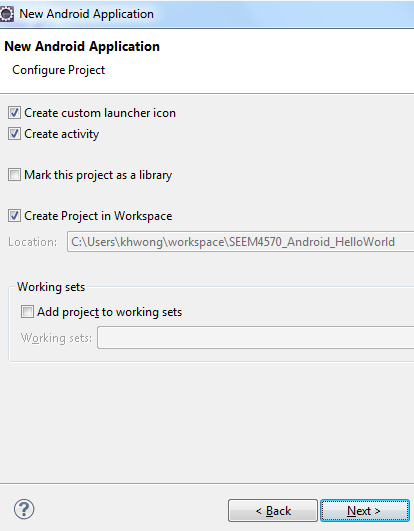 New Android Application
New Android Application
Configure Project
Create custom launcher icon
Create activity
Mark this project as a library
Create Project in Workspace
Location: C:\Users\khwong\workspace\SEEM4570_Android_HelloWorld
Working sets
Add project to working sets
Working sets:
? < Back Next >